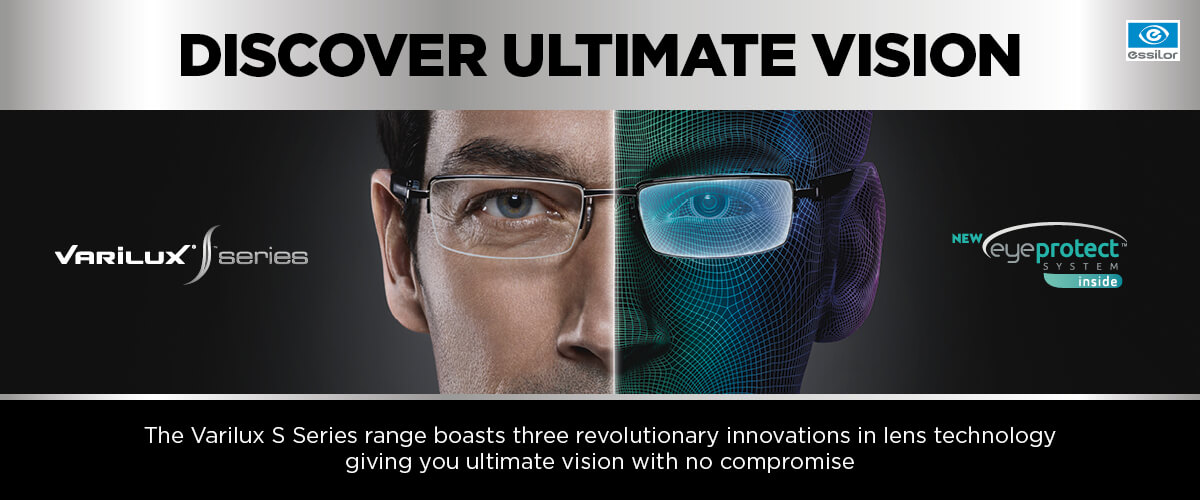 DISCOVER ULTIMATE VISION
essilor
VARILUX® S™ series
NEW eyeprotect™
SYSTEM
inside
The Varilux S Series range boasts three revolutionary innovations in lens technology
giving you ultimate vision with no compromise